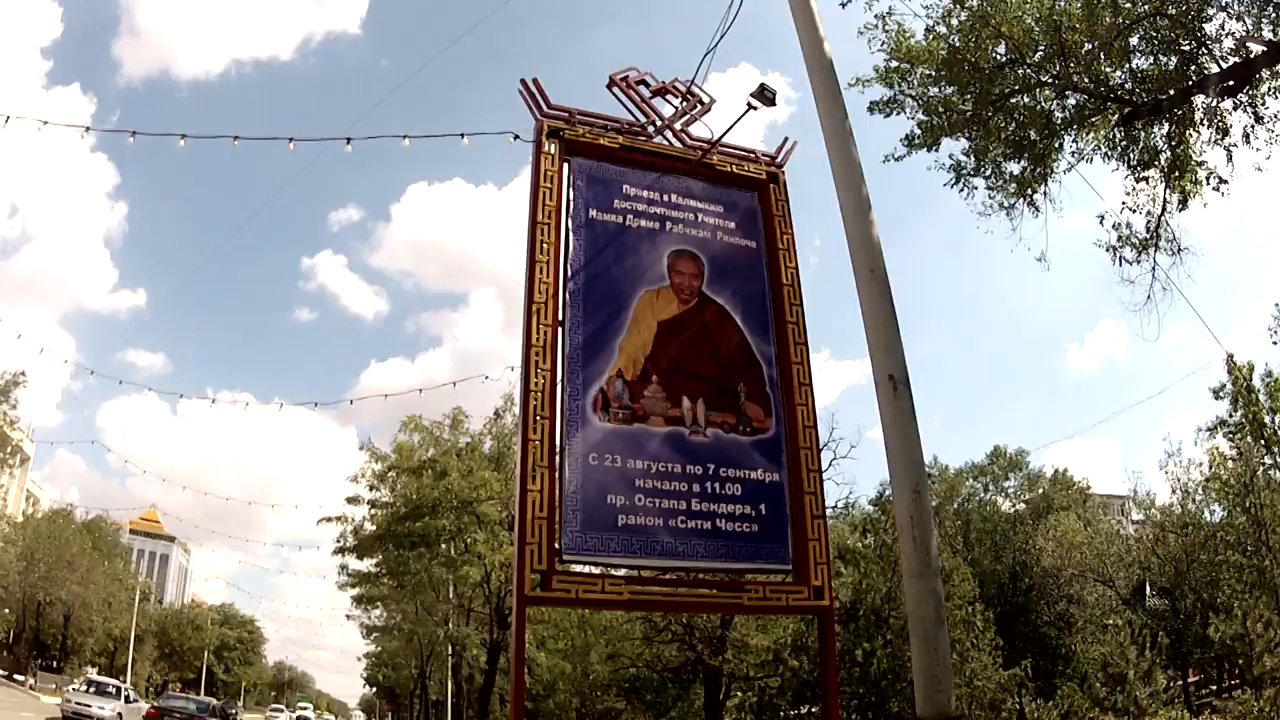 Приезд в Калмыкию
достопочтимого Учителя
Намка Дриме Рабчжам Ринпоче
С 23 августа по 7 сентября
начало в 11.00
пр. Остапа Бендера, 1
район «Сити Чесс»